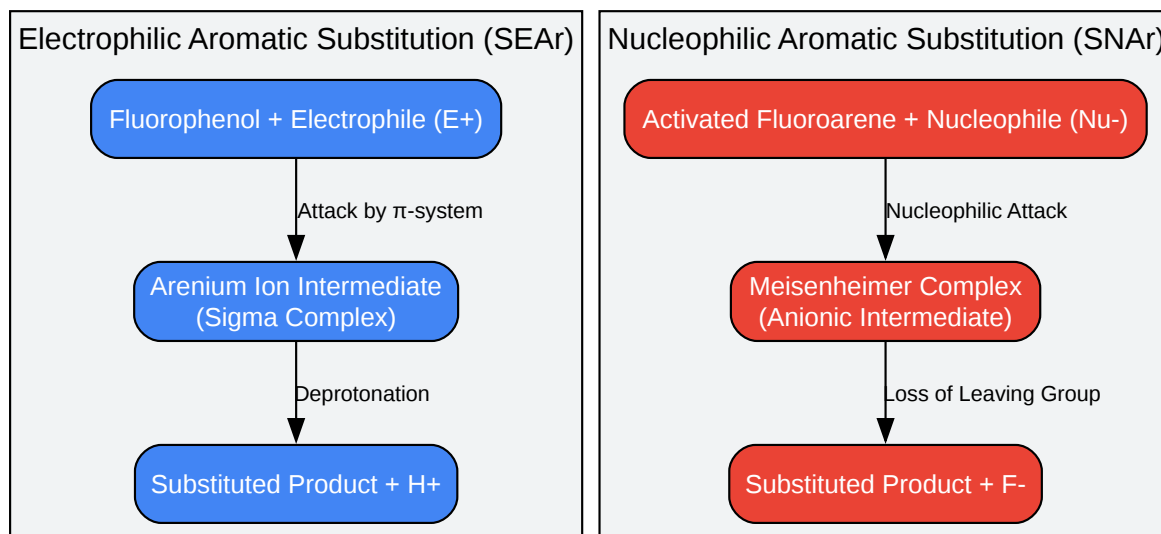 Electrophilic Aromatic Substitution (SEAr)
Fluorophenol + Electrophile (E+)
Attack by π-system
Arenium Ion Intermediate
(Sigma Complex)
Deprotonation
Substituted Product + H+
Nucleophilic Aromatic Substitution (SNAr)
Activated Fluoroarene + Nucleophile (Nu-)
Nucleophilic Attack
Meisenheimer Complex
(Anionic Intermediate)
Loss of Leaving Group
Substituted Product + F-